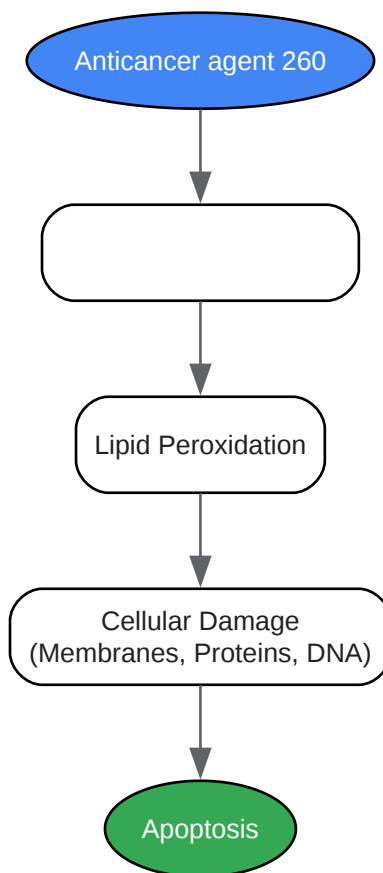 Anticancer agent 260
Lipid Peroxidation
Cellular Damage
(Membranes, Proteins, DNA)
Apoptosis